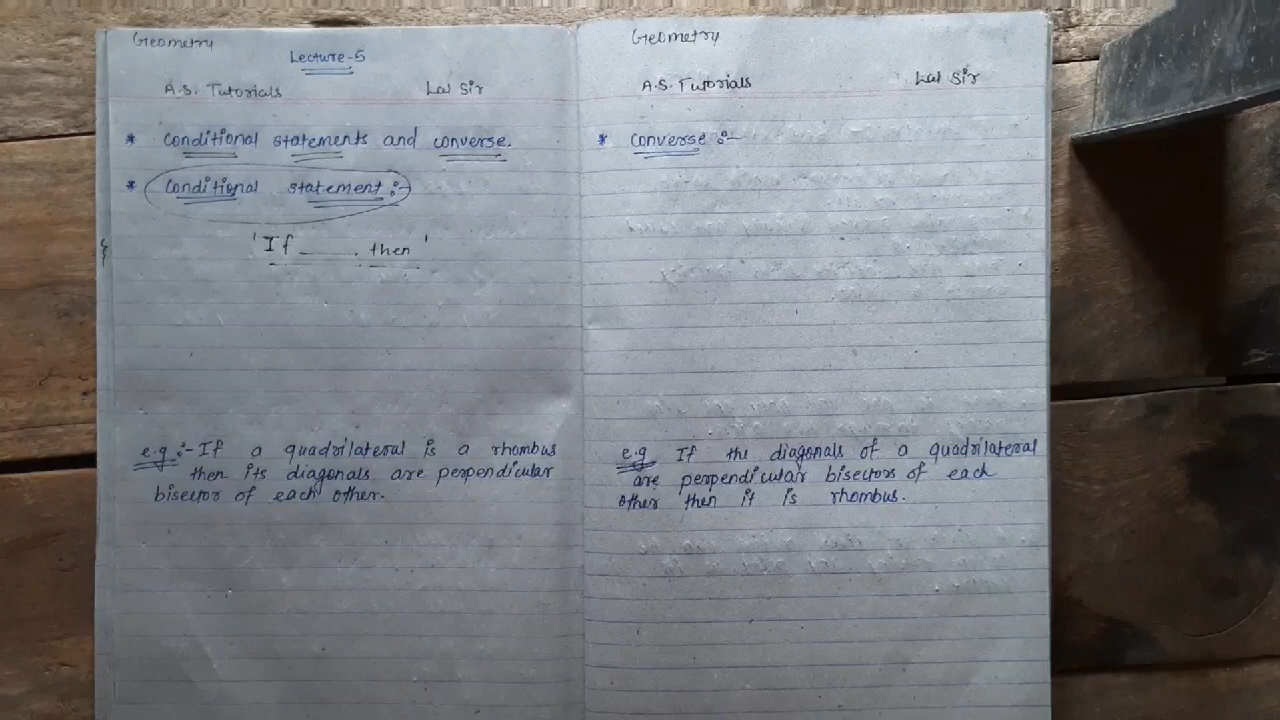 Geometry
Lecture-5
A.S. Tutorials Lal Sir
* Conditional statements and converse.
* Conditional statement :-
'If ____. then'
e.g :- If a quadrilateral is a rhombus
then its diagonals are perpendicular
bisector of each other.
Geometry
A.S. Tutorials Lal Sir
* Converse :-
e.g If the diagonals of a quadrilateral
are perpendicular bisectors of each
other then it is rhombus.